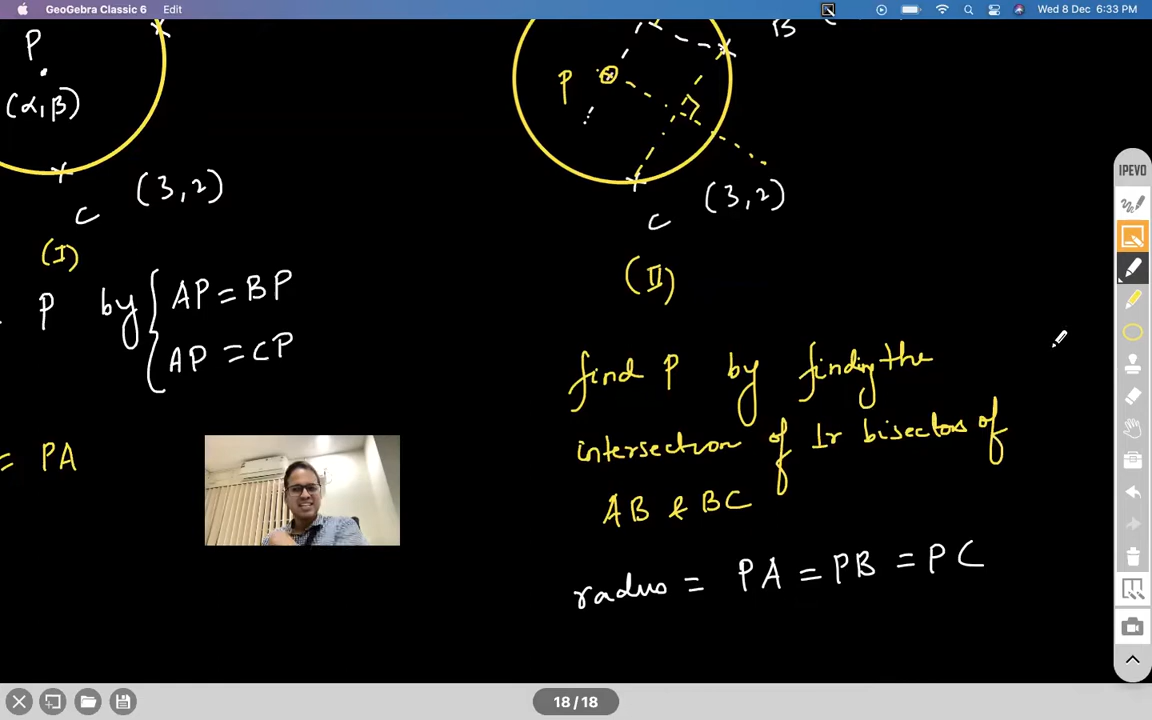 GeoGebra Classic 6 Edit Wed 8 Dec 6:33 PM
P
(α,β)
(3,2)
C
(I)
P by { AP = BP
AP = CP
= PA
B
P
(3,2)
C
(II)
find P by finding the
intersection of ⊥r bisectors of
AB & BC
radius = PA = PB = PC
IPEVO
18 / 18